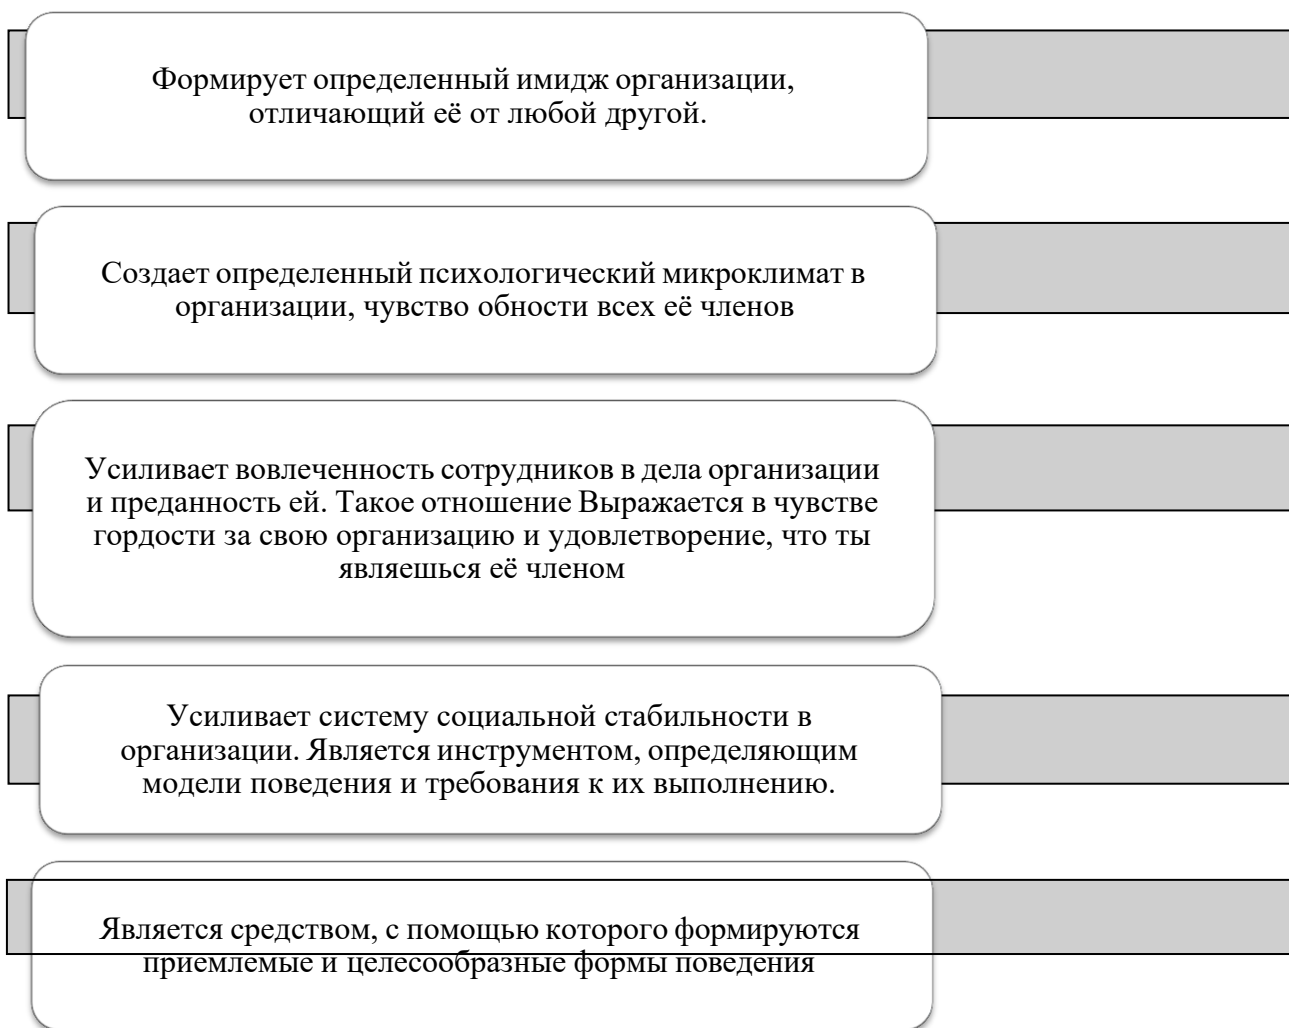 Формирует определенный имидж организации,
отличающий её от любой другой.
Создает определенный психологический микроклимат в
организации, чувство обности всех её членов
Усиливает вовлеченность сотрудников в дела организации
и преданность ей. Такое отношение Выражается в чувстве
гордости за свою организацию и удовлетворение, что ты
являешься её членом
Усиливает систему социальной стабильности в
организации. Является инструментом, определяющим
модели поведения и требования к их выполнению.
Является средством, с помощью которого формируются
приемлемые и целесообразные формы поведения